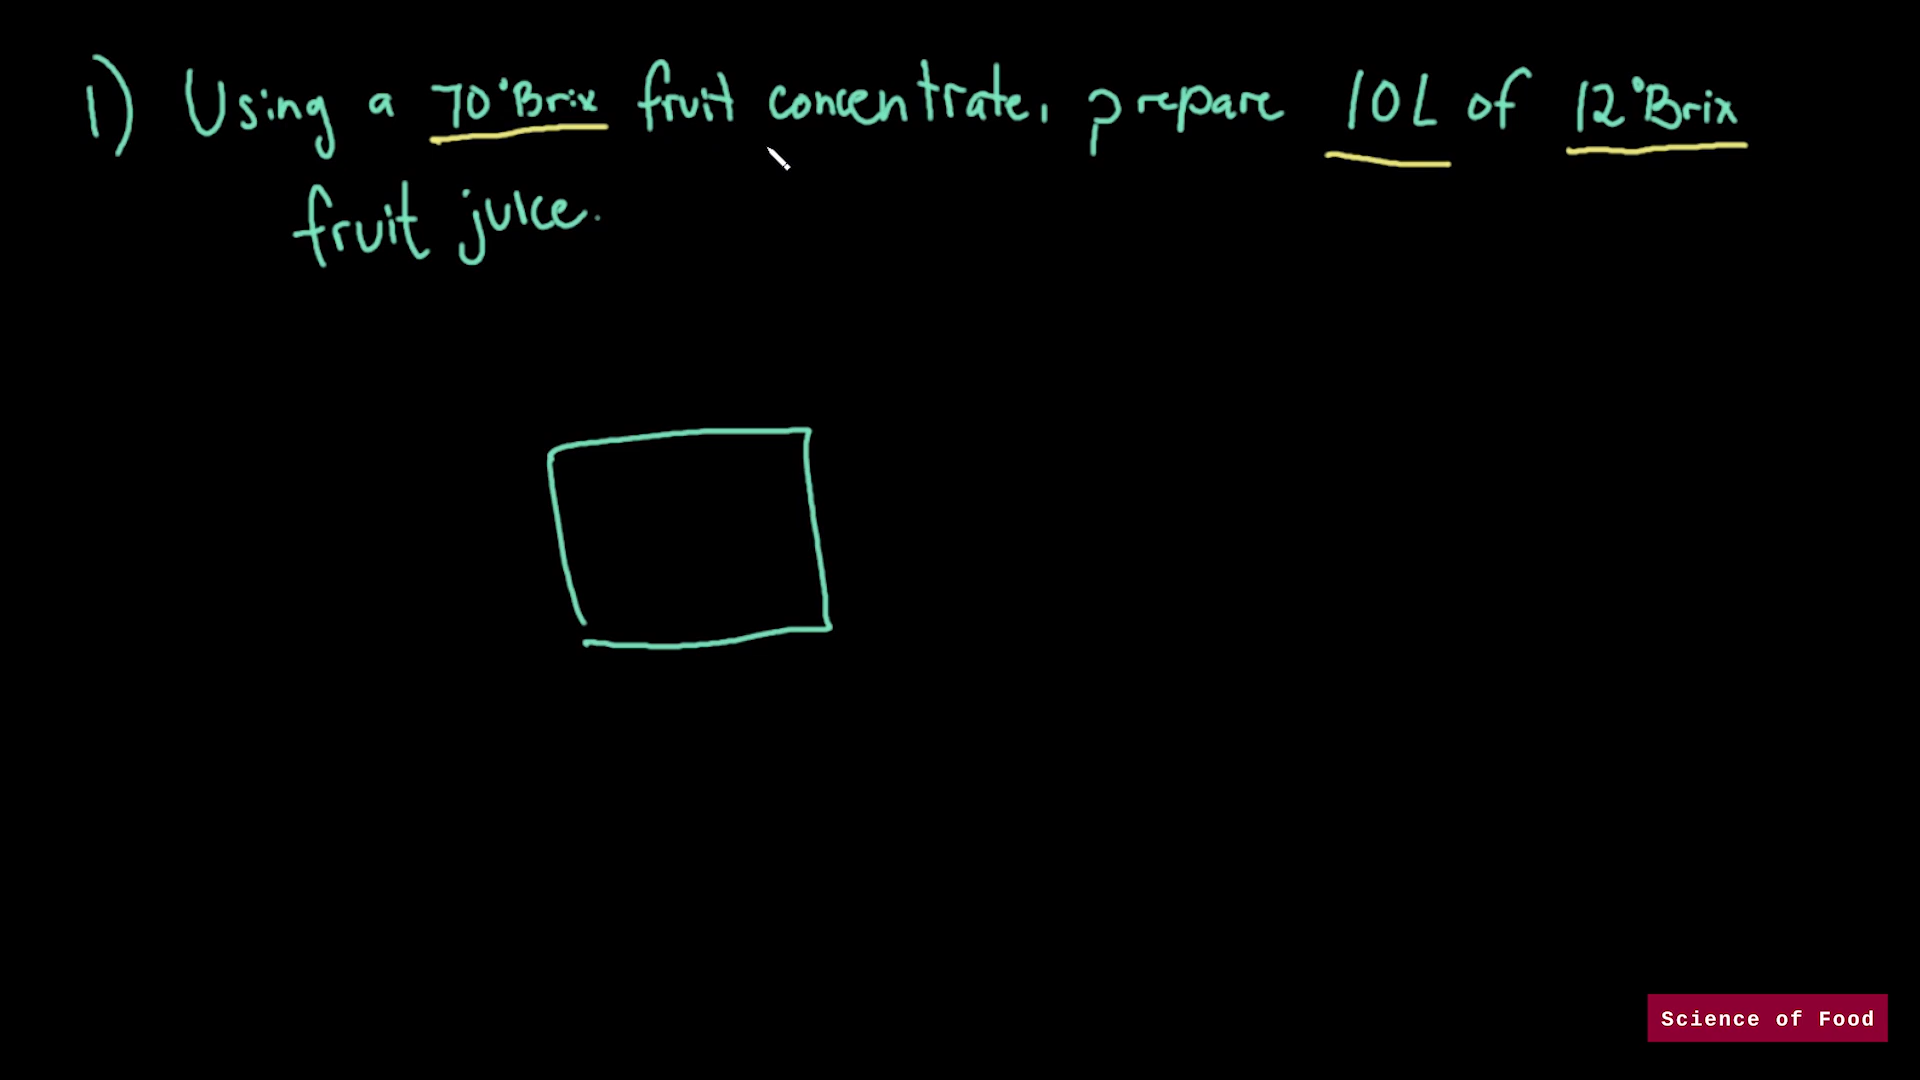 1) Using a 70°Brix fruit concentrate, prepare 10L of 12°Brix
fruit juice.
Science of Food